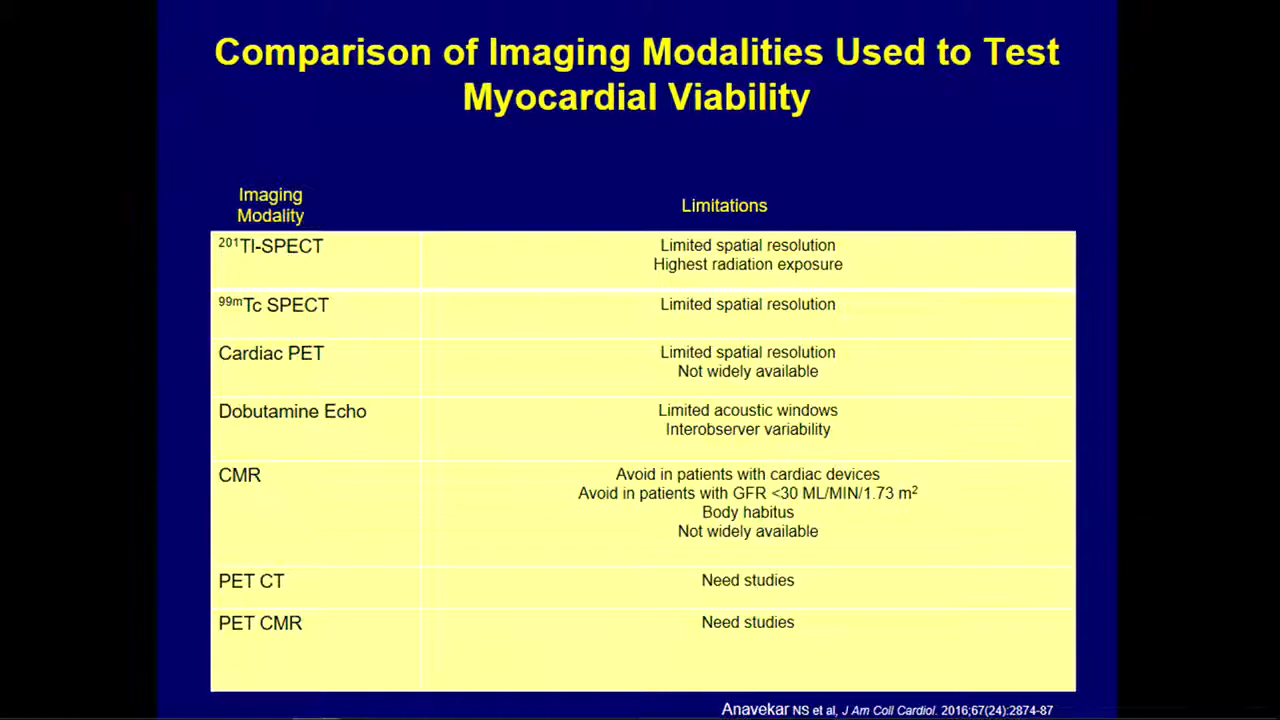 Comparison of Imaging Modalities Used to Test
Myocardial Viability
Imaging
Modality
Limitations
²⁰¹Tl-SPECT
Limited spatial resolution
Highest radiation exposure
⁹⁹ᵐTc SPECT
Limited spatial resolution
Cardiac PET
Limited spatial resolution
Not widely available
Dobutamine Echo
Limited acoustic windows
Interobserver variability
CMR
Avoid in patients with cardiac devices
Avoid in patients with GFR <30 ML/MIN/1.73 m²
Body habitus
Not widely available
PET CT
Need studies
PET CMR
Need studies
Anavekar NS et al, J Am Coll Cardiol. 2016;67(24):2874-87